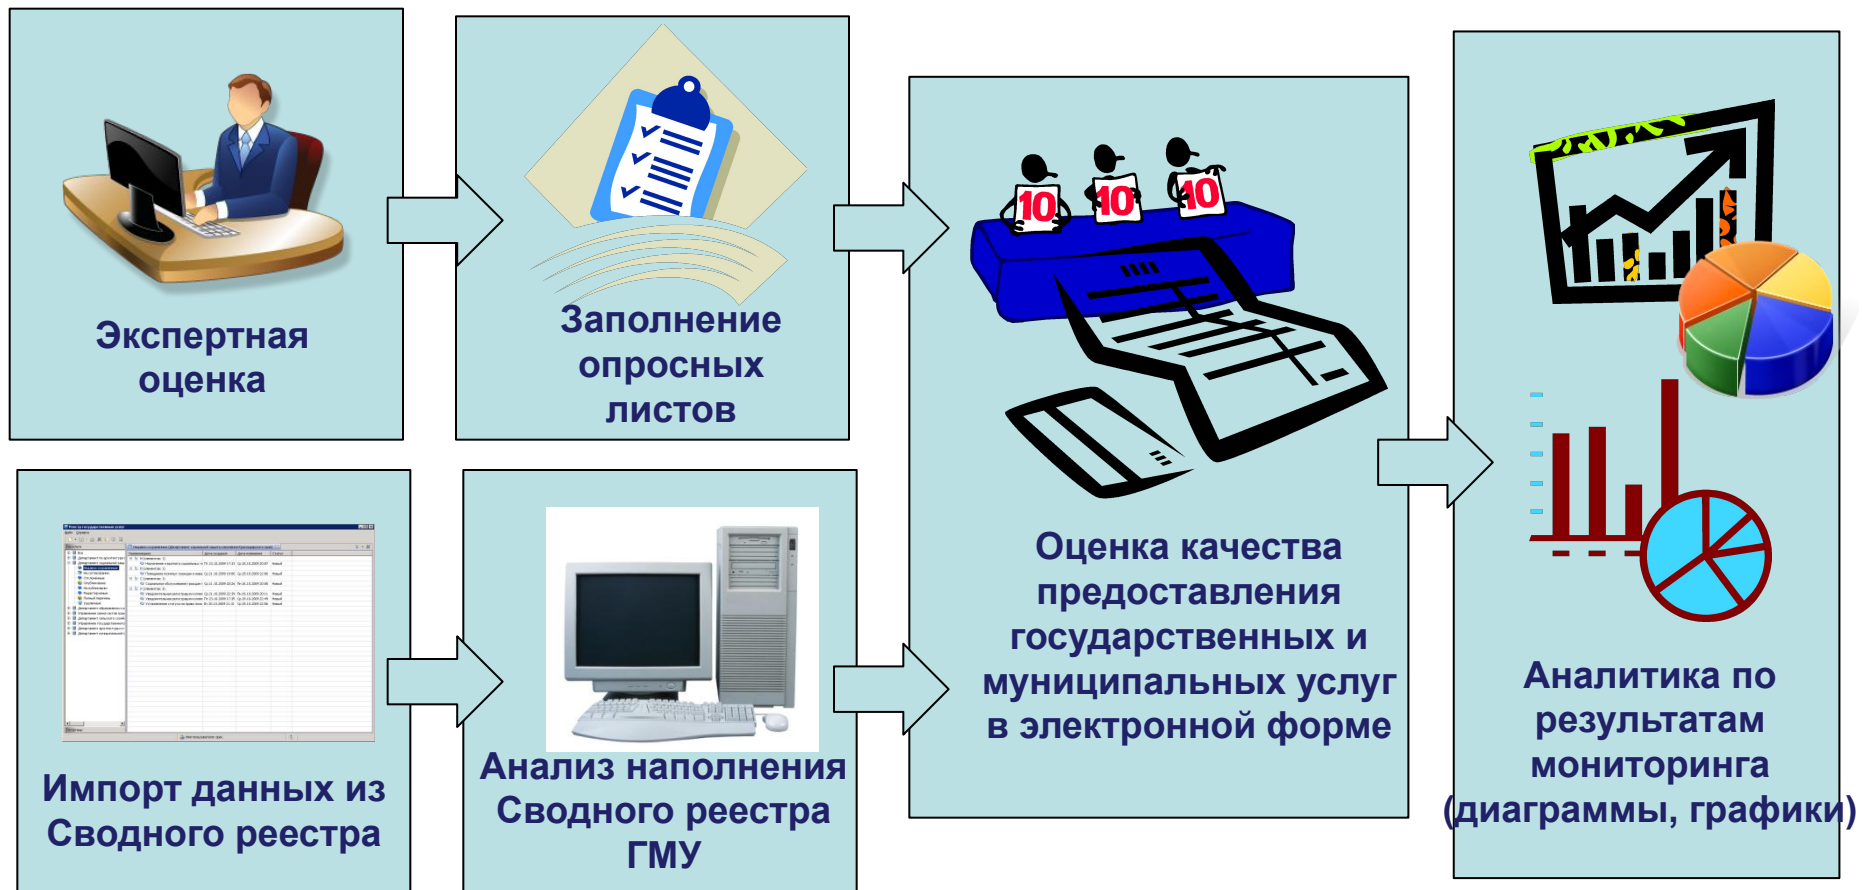 Экспертная
оценка
Заполнение
опросных
листов
10 10 10
Оценка качества
предоставления
государственных и
муниципальных услуг
в электронной форме
Аналитика по
результатам
мониторинга
(диаграммы, графики)
Импорт данных из
Сводного реестра
Анализ наполнения
Сводного реестра
ГМУ